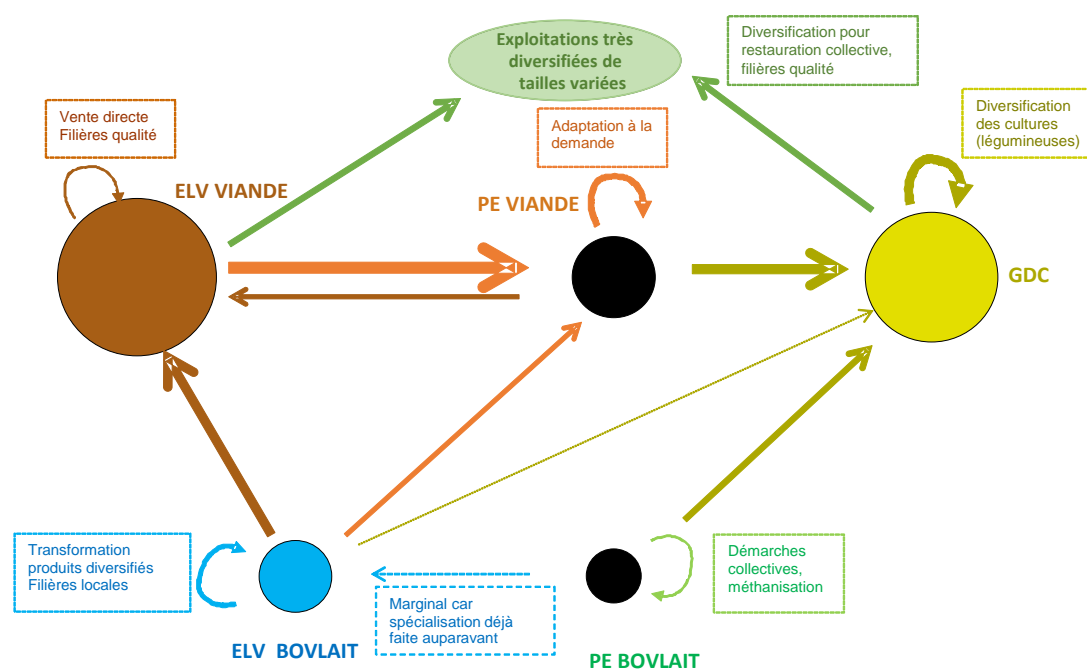 Exploitations très
diversifiées de
tailles variées
Diversification pour
restauration collective,
filières qualité
Vente directe
Filières qualité
Adaptation à la
demande
Diversification
des cultures
(légumineuses)
ELV VIANDE
PE VIANDE
GDC
Transformation
produits diversifiés
Filières locales
Marginal car
spécialisation déjà
faite auparavant
Démarches
collectives,
méthanisation
ELV BOVLAIT
PE BOVLAIT